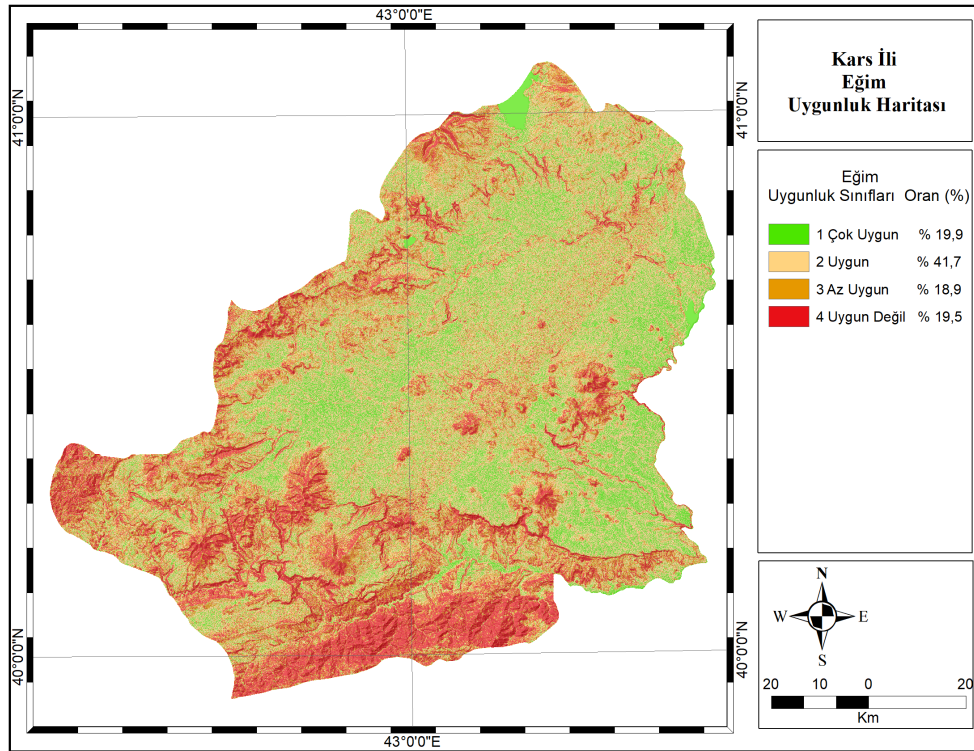 43°0'0"E
41°0'0"N
41°0'0"N
40°0'0"N
40°0'0"N
43°0'0"E
Kars İli
Eğim
Uygunluk Haritası
Eğim
Uygunluk Sınıfları Oran (%)
1 Çok Uygun % 19,9
2 Uygun % 41,7
3 Az Uygun % 18,9
4 Uygun Değil % 19,5
N
W E
S
20 10 0 20
Km